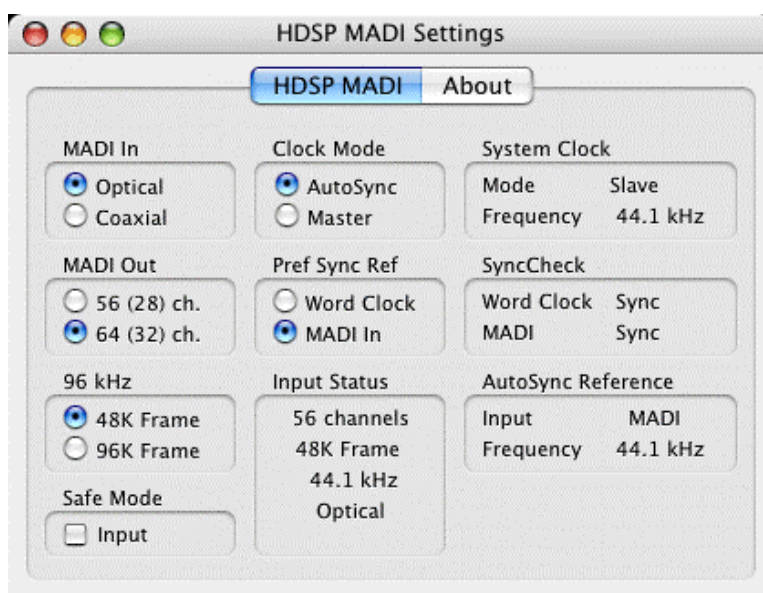 HDSP MADI Settings
HDSP MADI
About
MADI In
Optical
Coaxial
Clock Mode
AutoSync
Master
System Clock
Mode Slave
Frequency 44.1 kHz
MADI Out
56 (28) ch.
64 (32) ch.
Pref Sync Ref
Word Clock
MADI In
SyncCheck
Word Clock Sync
MADI Sync
96 kHz
48K Frame
96K Frame
Input Status
56 channels
48K Frame
44.1 kHz
Optical
AutoSync Reference
Input MADI
Frequency 44.1 kHz
Safe Mode
Input